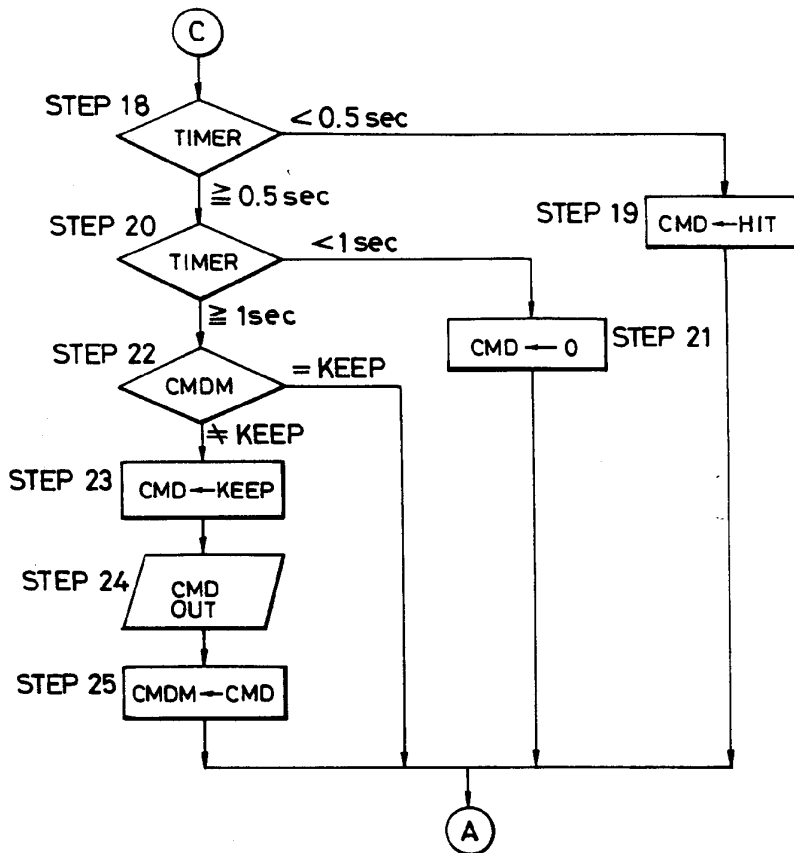 C
STEP 18
TIMER
< 0.5 sec
≧ 0.5 sec
STEP 19
CMD ← HIT
STEP 20
TIMER
< 1 sec
≧ 1 sec
STEP 21
CMD ← 0
STEP 22
CMDM
= KEEP
≠ KEEP
STEP 23
CMD ← KEEP
STEP 24
CMD
OUT
STEP 25
CMDM ← CMD
A